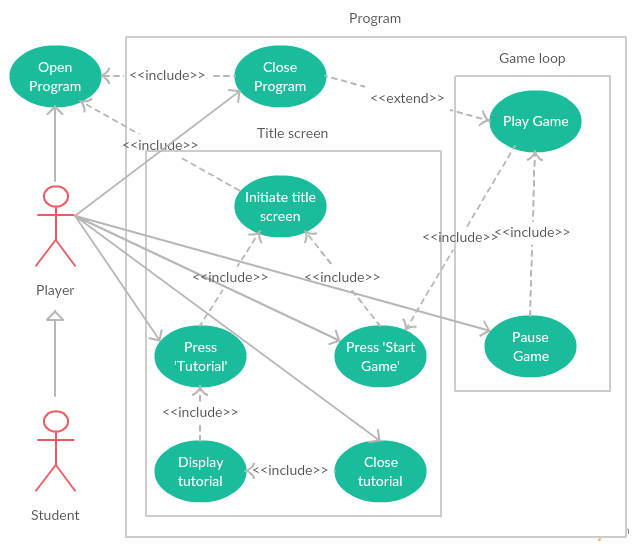 Program
Open
Program
<<include>>
Close
Program
Game loop
<<extend>>
Play Game
Title screen
<<include>>
Initiate title
screen
<<include>>
<<include>>
<<include>>
<<include>>
Player
Press
'Tutorial'
Press 'Start
Game'
Pause
Game
<<include>>
Display
tutorial
<<include>>
Close
tutorial
Student